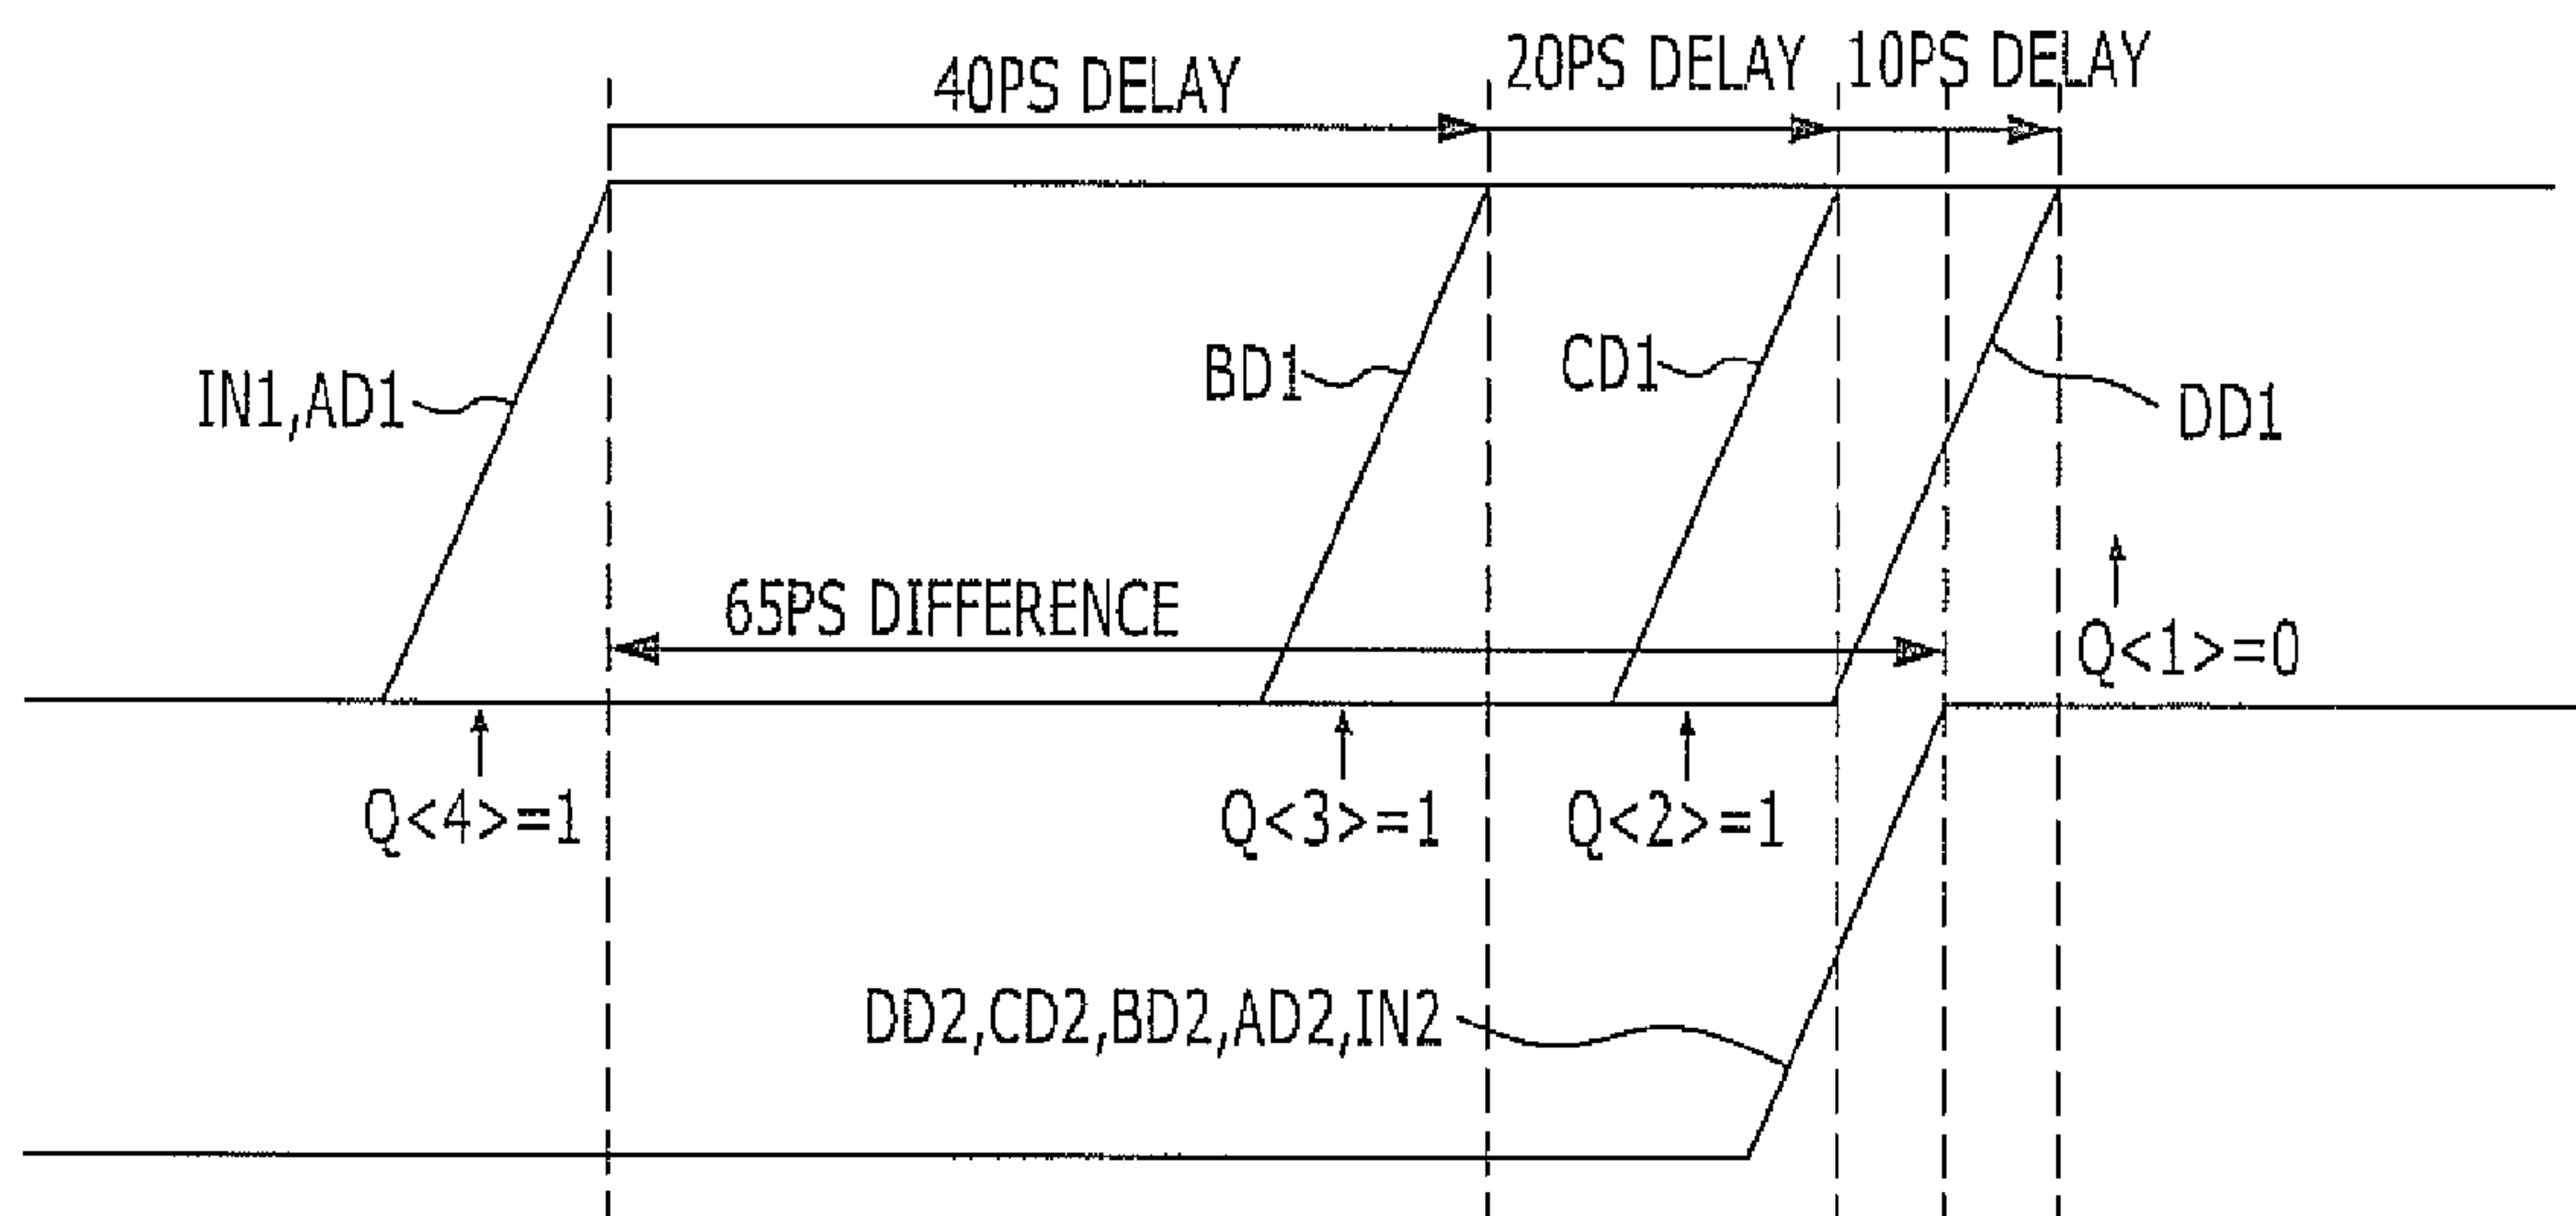 40PS DELAY
20PS DELAY
10PS DELAY
IN1,AD1
BD1
CD1
DD1
65PS DIFFERENCE
Q<1>=0
Q<4>=1
Q<3>=1
Q<2>=1
DD2,CD2,BD2,AD2,IN2